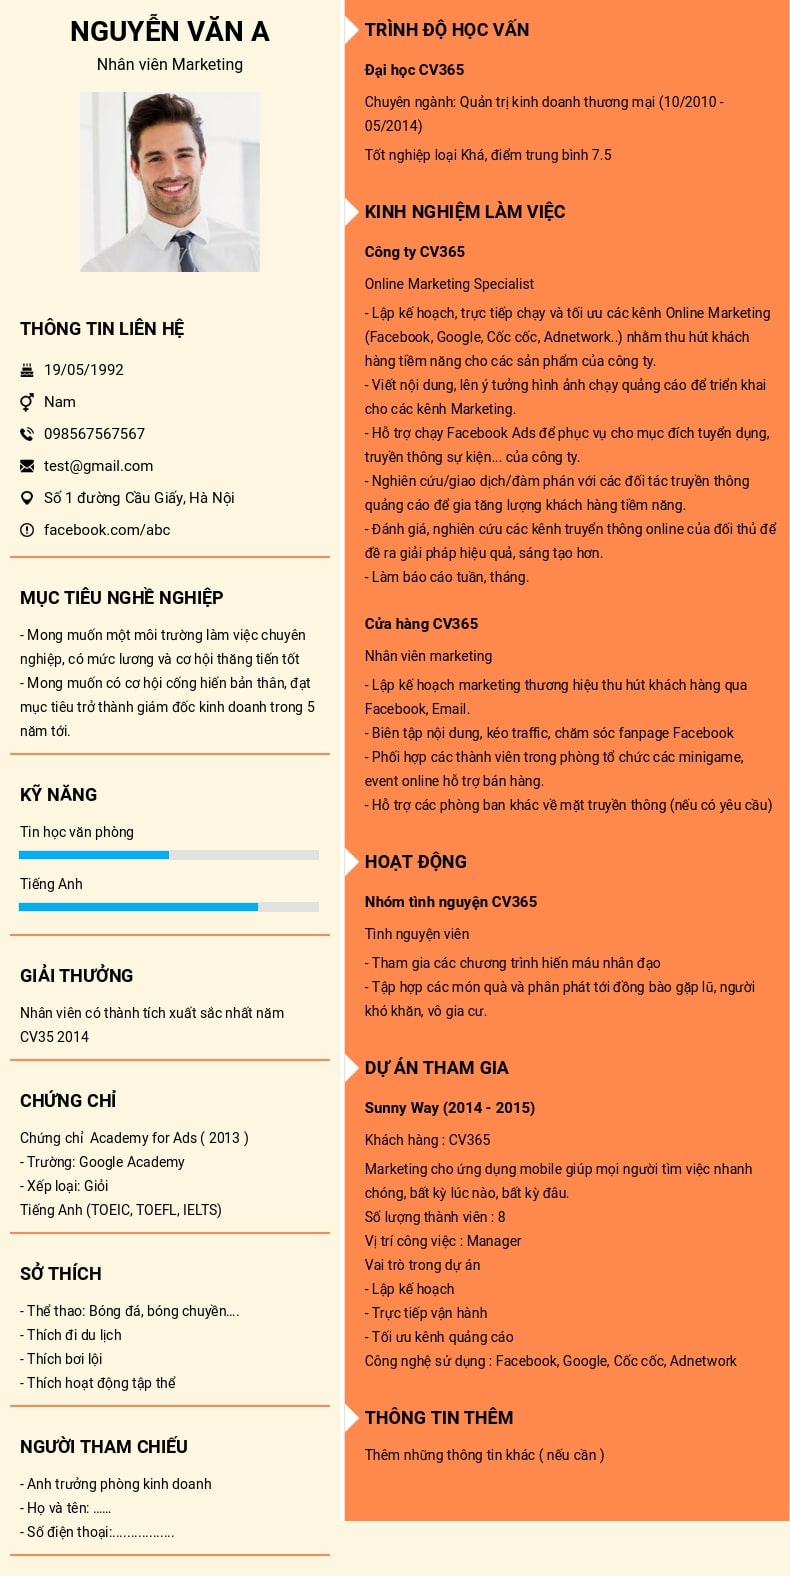 NGUYỄN VĂN A
Nhân viên Marketing
THÔNG TIN LIÊN HỆ
19/05/1992
Nam
098567567567
test@gmail.com
Số 1 đường Cầu Giấy, Hà Nội
facebook.com/abc
MỤC TIÊU NGHỀ NGHIỆP
- Mong muốn một môi trường làm việc chuyên
nghiệp, có mức lương và cơ hội thăng tiến tốt
- Mong muốn có cơ hội cống hiến bản thân, đạt
mục tiêu trở thành giám đốc kinh doanh trong 5
năm tới.
KỸ NĂNG
Tin học văn phòng
Tiếng Anh
GIẢI THƯỞNG
Nhân viên có thành tích xuất sắc nhất năm
CV35 2014
CHỨNG CHỈ
Chứng chỉ  Academy for Ads ( 2013 )
- Trường: Google Academy
- Xếp loại: Giỏi
Tiếng Anh (TOEIC, TOEFL, IELTS)
SỞ THÍCH
- Thể thao: Bóng đá, bóng chuyền....
- Thích đi du lịch
- Thích bơi lội
- Thích hoạt động tập thể
NGƯỜI THAM CHIẾU
- Anh trưởng phòng kinh doanh
- Họ và tên: ......
- Số điện thoại:.................
TRÌNH ĐỘ HỌC VẤN
Đại học CV365
Chuyên ngành: Quản trị kinh doanh thương mại (10/2010 -
05/2014)
Tốt nghiệp loại Khá, điểm trung bình 7.5
KINH NGHIỆM LÀM VIỆC
Công ty CV365
Online Marketing Specialist
- Lập kế hoạch, trực tiếp chạy và tối ưu các kênh Online Marketing
(Facebook, Google, Cốc cốc, Adnetwork..) nhằm thu hút khách
hàng tiềm năng cho các sản phẩm của công ty.
- Viết nội dung, lên ý tưởng hình ảnh chạy quảng cáo để triển khai
cho các kênh Marketing.
- Hỗ trợ chạy Facebook Ads để phục vụ cho mục đích tuyển dụng,
truyền thông sự kiện... của công ty.
- Nghiên cứu/giao dịch/đàm phán với các đối tác truyền thông
quảng cáo để gia tăng lượng khách hàng tiềm năng.
- Đánh giá, nghiên cứu các kênh truyển thông online của đối thủ để
đề ra giải pháp hiệu quả, sáng tạo hơn.
- Làm báo cáo tuần, tháng.
Cửa hàng CV365
Nhân viên marketing
- Lập kế hoạch marketing thương hiệu thu hút khách hàng qua
Facebook, Email.
- Biên tập nội dung, kéo traffic, chăm sóc fanpage Facebook
- Phối hợp các thành viên trong phòng tổ chức các minigame,
event online hỗ trợ bán hàng.
- Hỗ trợ các phòng ban khác về mặt truyền thông (nếu có yêu cầu)
HOẠT ĐỘNG
Nhóm tình nguyện CV365
Tình nguyện viên
- Tham gia các chương trình hiến máu nhân đạo
- Tập hợp các món quà và phân phát tới đồng bào gặp lũ, người
khó khăn, vô gia cư.
DỰ ÁN THAM GIA
Sunny Way (2014 - 2015)
Khách hàng : CV365
Marketing cho ứng dụng mobile giúp mọi người tìm việc nhanh
chóng, bất kỳ lúc nào, bất kỳ đâu.
Số lượng thành viên : 8
Vị trí công việc : Manager
Vai trò trong dự án
- Lập kế hoạch
- Trực tiếp vận hành
- Tối ưu kênh quảng cáo
Công nghệ sử dụng : Facebook, Google, Cốc cốc, Adnetwork
THÔNG TIN THÊM
Thêm những thông tin khác ( nếu cần )